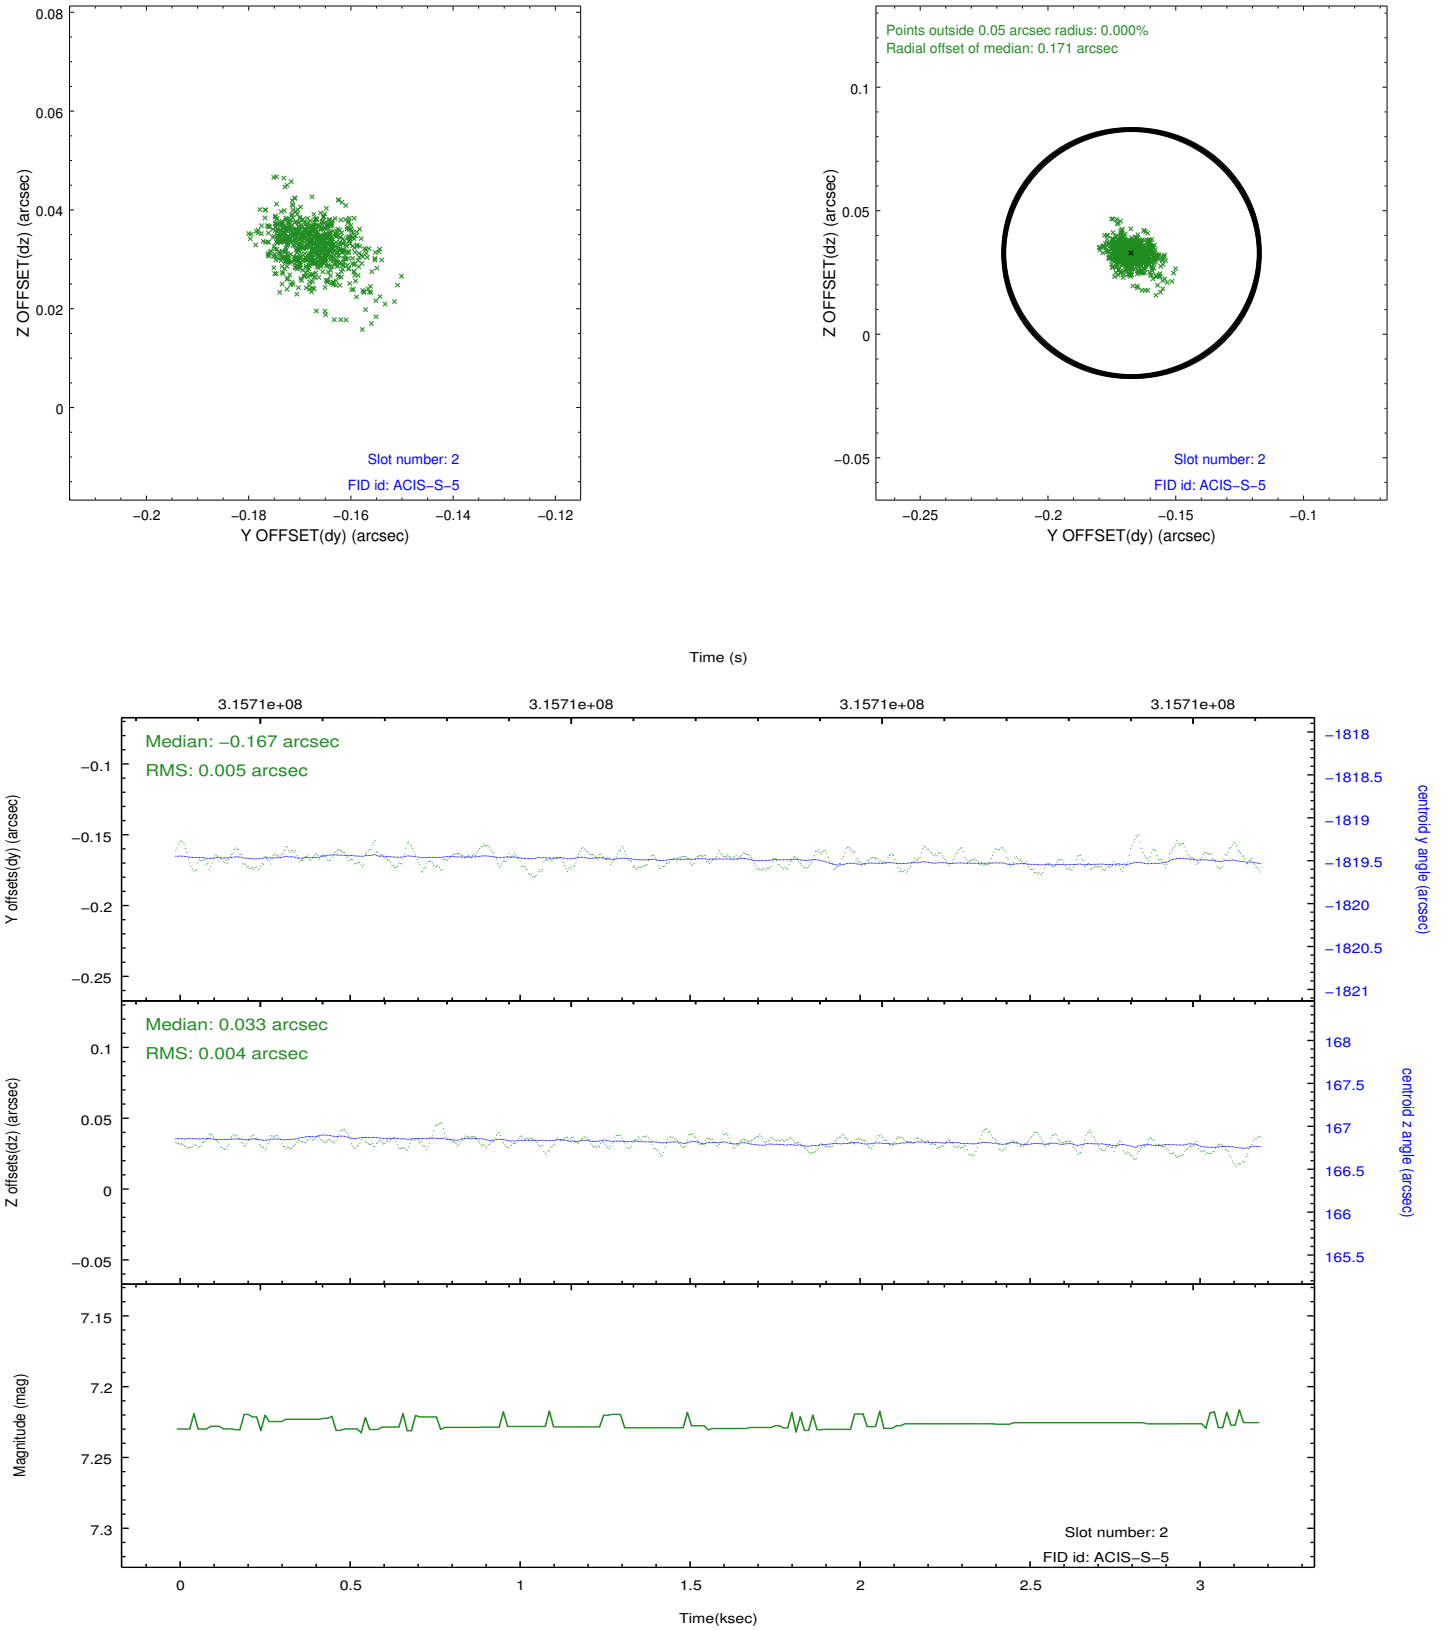 0.08
0.06
0.04
0.02
0
Z OFFSET(dz) (arcsec)
Slot number: 2
FID id: ACIS−S−5
−0.2
−0.18
−0.16
−0.14
−0.12
Y OFFSET(dy) (arcsec)
Points outside 0.05 arcsec radius: 0.000%
Radial offset of median: 0.171 arcsec
0.1
0.05
0
−0.05
Z OFFSET(dz) (arcsec)
Slot number: 2
FID id: ACIS−S−5
−0.25
−0.2
−0.15
−0.1
Y OFFSET(dy) (arcsec)
Time (s)
3.1571e+08
3.1571e+08
3.1571e+08
3.1571e+08
Median: −0.167 arcsec
RMS: 0.005 arcsec
−0.1
−0.15
−0.2
−0.25
Y offsets(dy) (arcsec)
−1818
−1818.5
−1819
−1819.5
−1820
−1820.5
−1821
centroid y angle (arcsec)
Median: 0.033 arcsec
RMS: 0.004 arcsec
0.1
0.05
0
−0.05
Z offsets(dz) (arcsec)
168
167.5
167
166.5
166
165.5
centroid z angle (arcsec)
7.15
7.2
7.25
7.3
Magnitude (mag)
Slot number: 2
FID id: ACIS−S−5
0
0.5
1
1.5
2
2.5
3
Time(ksec)